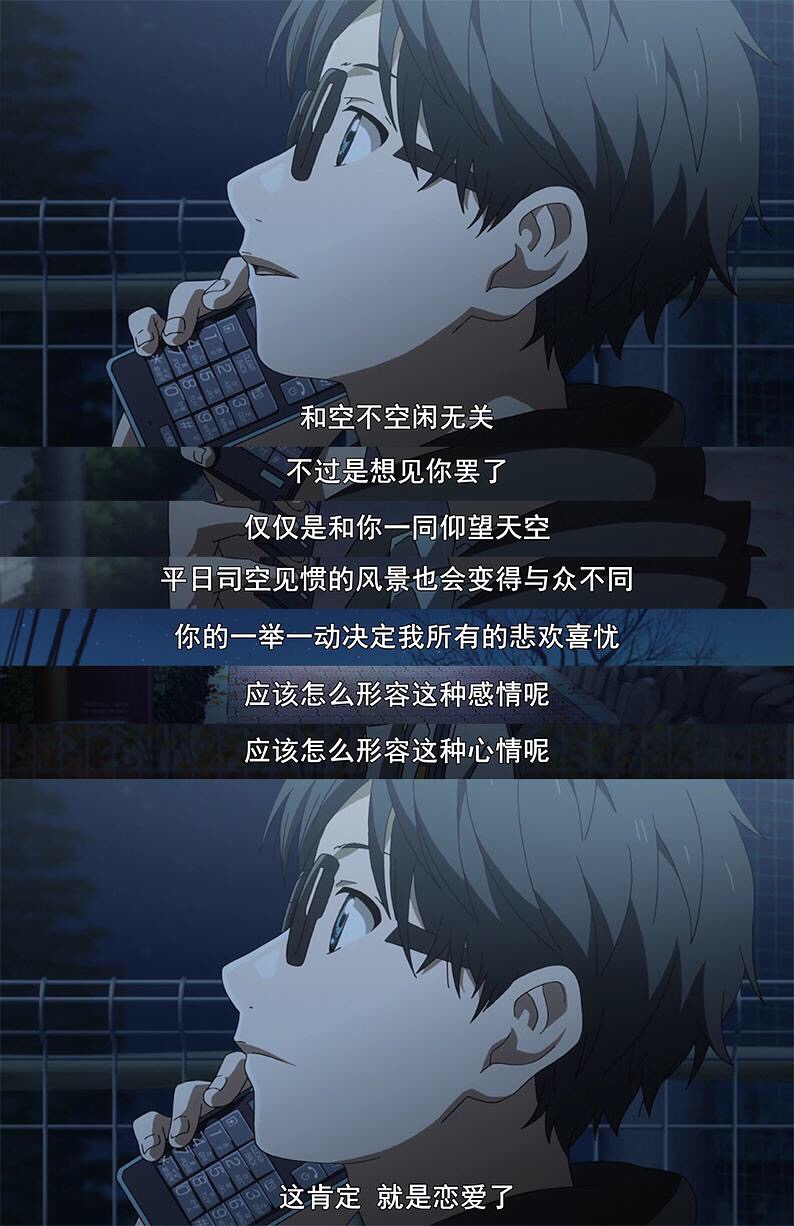 和空不空闲无关
不过是想见你罢了
仅仅是和你一同仰望天空
平日司空见惯的风景也会变得与众不同
你的一举一动决定我所有的悲欢喜忧
应该怎么形容这种感情呢
应该怎么形容这种心情呢
这肯定 就是恋爱了